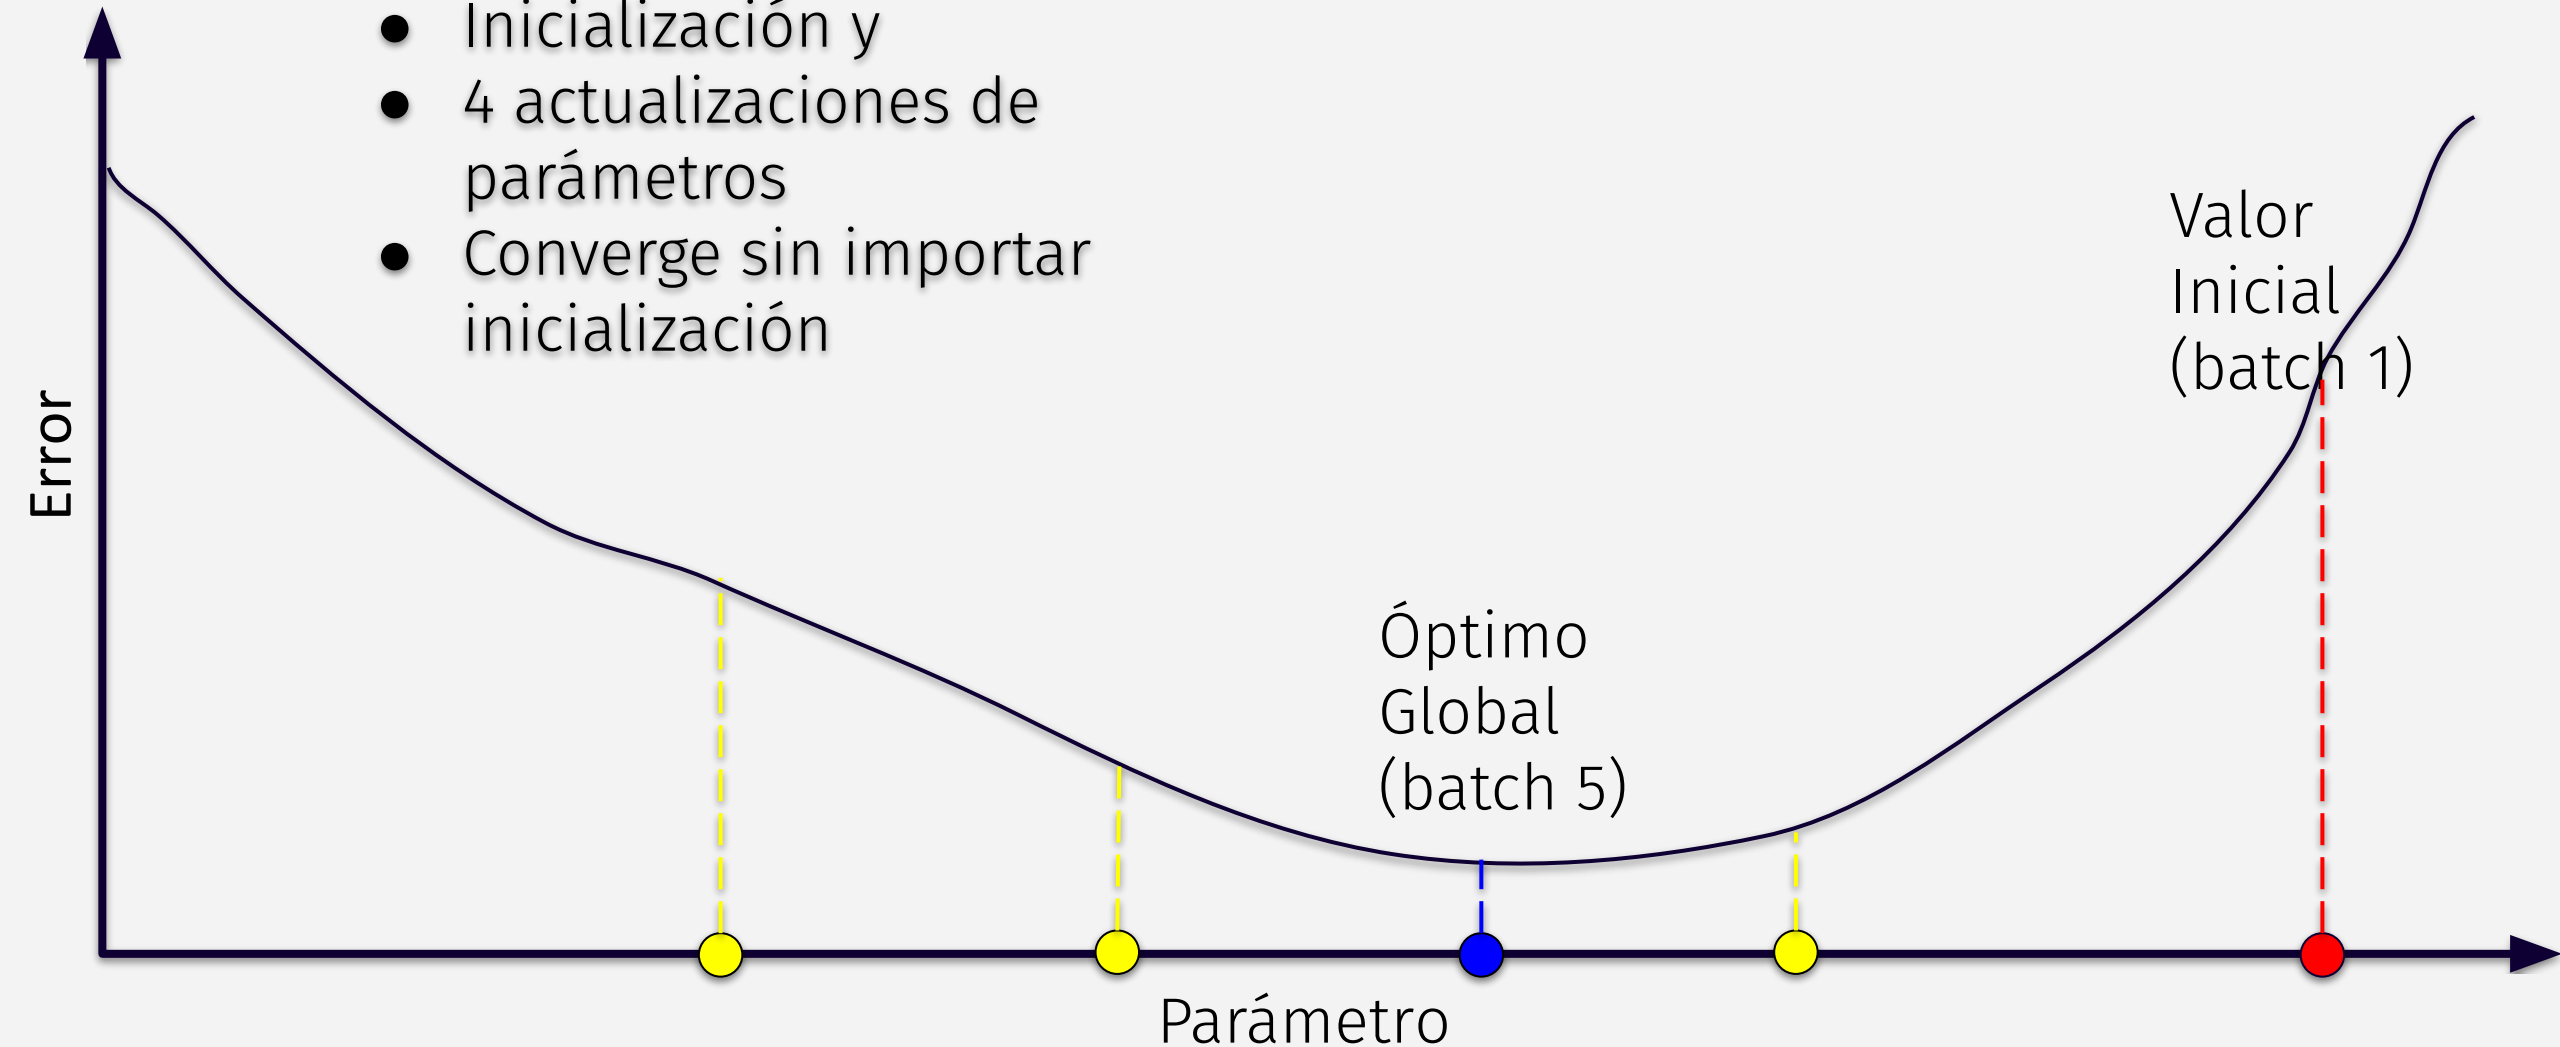 ● Inicialización y
● 4 actualizaciones de
parámetros
● Converge sin importar
inicialización
Valor
Inicial
(batch 1)
Error
Óptimo
Global
(batch 5)
Parámetro